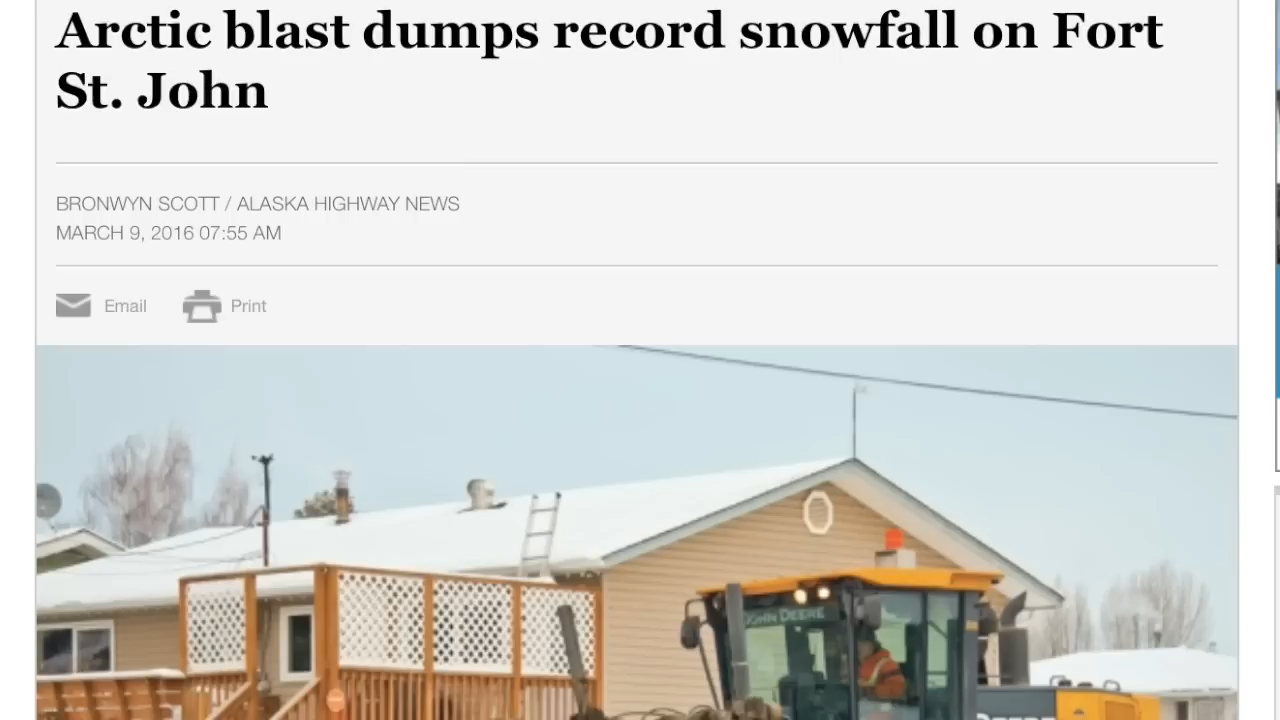 Arctic blast dumps record snowfall on Fort
St. John
BRONWYN SCOTT / ALASKA HIGHWAY NEWS
MARCH 9, 2016 07:55 AM
Email Print
JOHN DEERE
DEERE